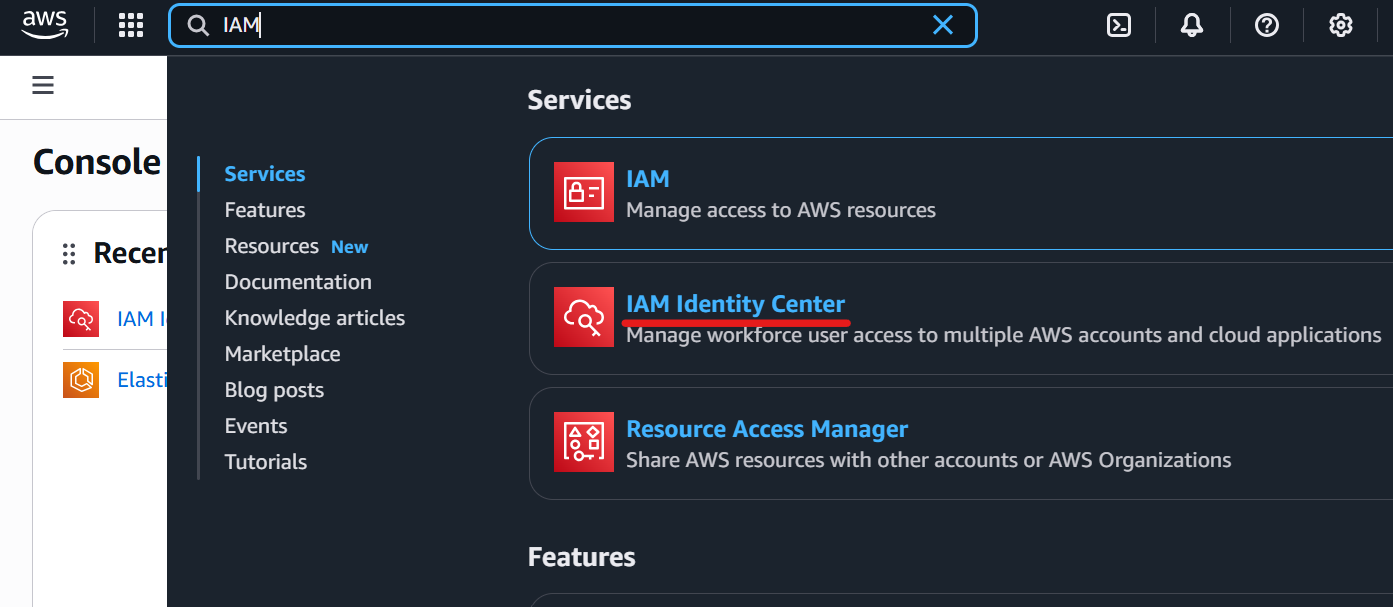 aws
IAM
Console
Recen
IAM I
Elasti
Services
Features
Resources New
Documentation
Knowledge articles
Marketplace
Blog posts
Events
Tutorials
Services
IAM
Manage access to AWS resources
IAM Identity Center
Manage workforce user access to multiple AWS accounts and cloud applications
Resource Access Manager
Share AWS resources with other accounts or AWS Organizations
Features